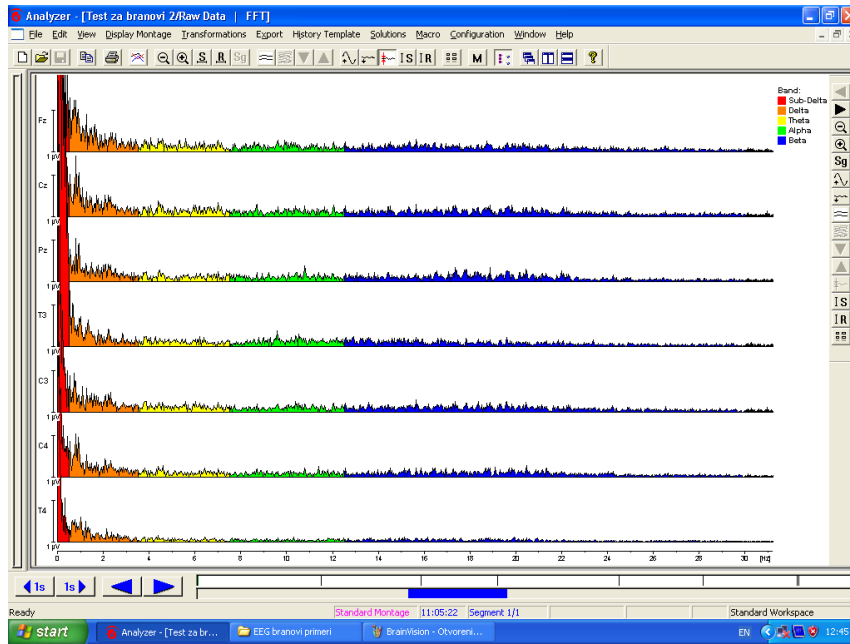 Analyzer - [Test za branovi 2/Raw Data | FFT]
File Edit View Display Montage Transformations Export History Template Solutions Macro Configuration Window Help
S R Sg IS IR M ?
Band:
Sub-Delta
Delta
Theta
Alpha
Beta
Fz
1 µV
Cz
1 µV
Pz
1 µV
T3
1 µV
C3
1 µV
C4
1 µV
T4
1 µV
0 2 4 6 8 10 12 14 16 18 20 22 24 26 28 30 [Hz]
Sg
IS
IR
1s 1s
Ready Standard Montage 11:05:22 Segment 1/1 Standard Workspace
start Analyzer - [Test za br... EEG branovi primeri BrainVision - Otvoreni... EN 12:45